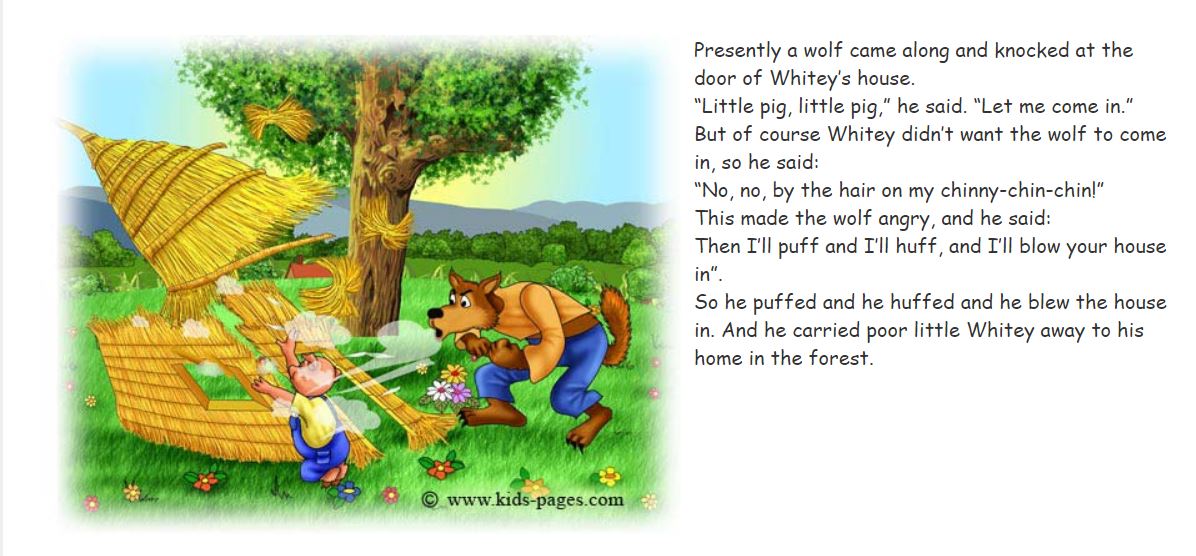 Presently a wolf came along and knocked at the
door of Whitey’s house.
“Little pig, little pig,” he said. “Let me come in.”
But of course Whitey didn’t want the wolf to come
in, so he said:
“No, no, by the hair on my chinny-chin-chin!”
This made the wolf angry, and he said:
Then I’ll puff and I’ll huff, and I’ll blow your house
in”.
So he puffed and he huffed and he blew the house
in. And he carried poor little Whitey away to his
home in the forest.
© www.kids-pages.com